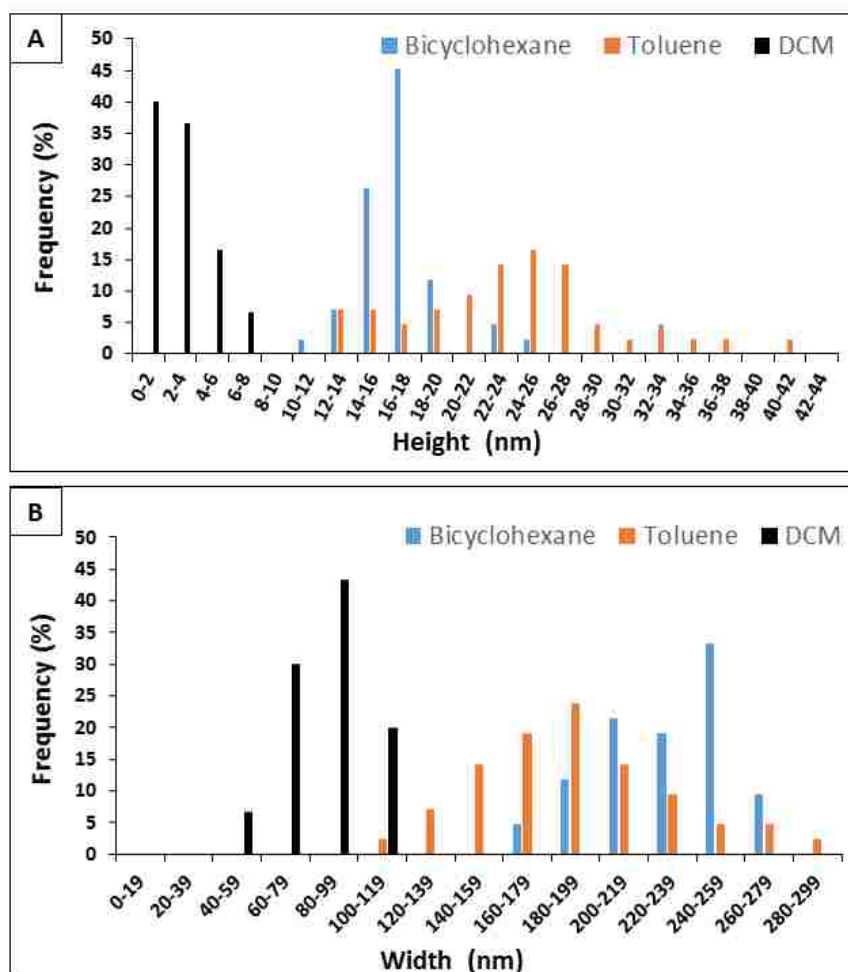 A
Bicyclohexane Toluene DCM
Frequency (%)
50
45
40
35
30
25
20
15
10
5
0
0-2 2-4 4-6 6-8 8-10 10-12 12-14 14-16 16-18 18-20 20-22 22-24 24-26 26-28 28-30 30-32 32-34 34-36 36-38 38-40 40-42 42-44
Height (nm)
B
Bicyclohexane Toluene DCM
Frequency (%)
50
45
40
35
30
25
20
15
10
5
0
0-19 20-39 40-59 60-79 80-99 100-119 120-139 140-159 160-179 180-199 200-219 220-239 240-259 260-279 280-299
Width (nm)